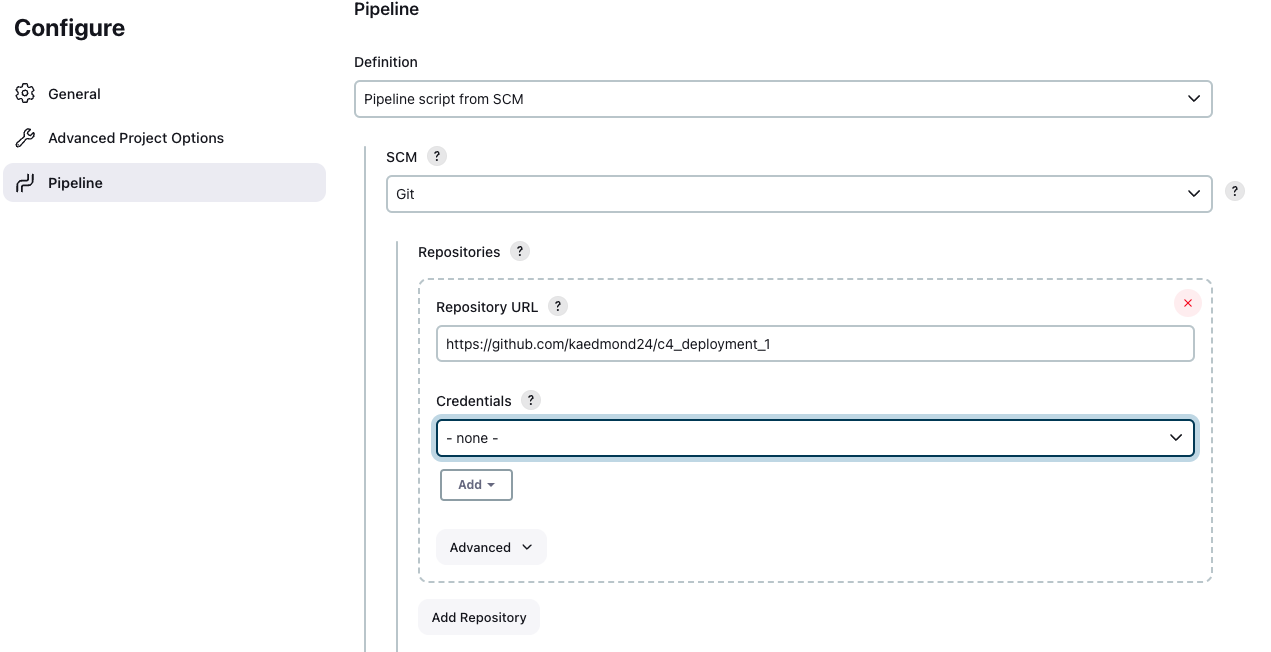 Configure
General
Advanced Project Options
Pipeline
Pipeline
Definition
Pipeline script from SCM
SCM ?
Git
?
Repositories ?
Repository URL ?
https://github.com/kaedmond24/c4_deployment_1
Credentials ?
- none -
Add
Advanced
Add Repository